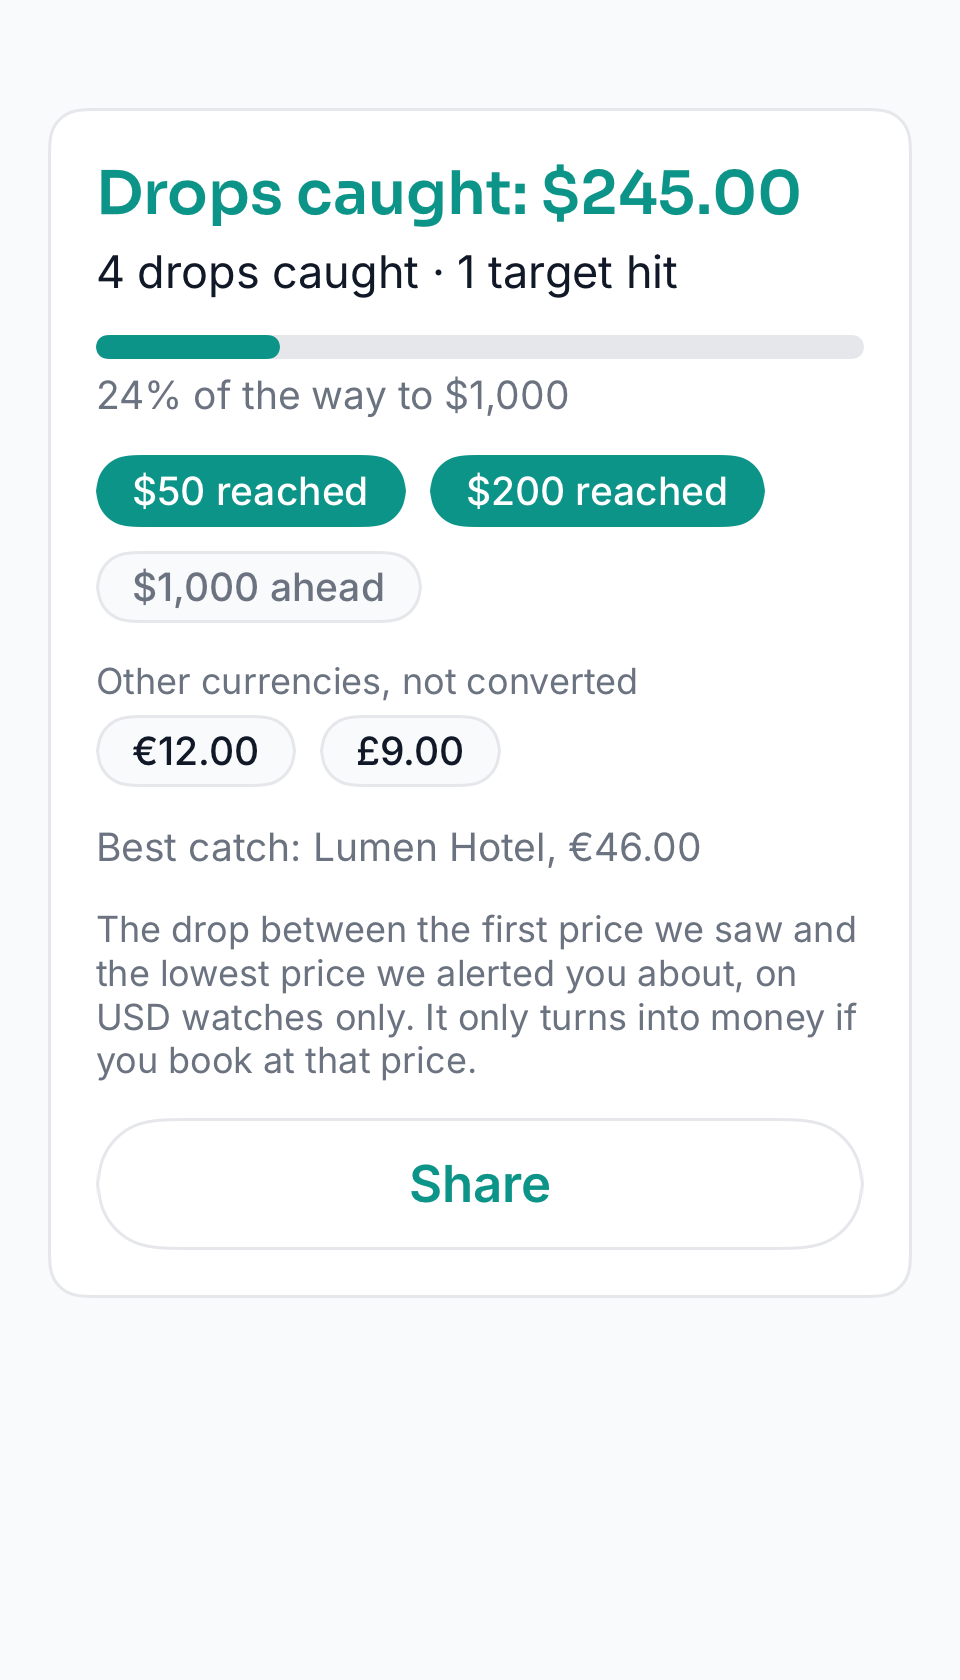 Drops caught: $245.00
4 drops caught · 1 target hit
24% of the way to $1,000
$50 reached
$200 reached
$1,000 ahead
Other currencies, not converted
€12.00
£9.00
Best catch: Lumen Hotel, €46.00
The drop between the first price we saw and
the lowest price we alerted you about, on
USD watches only. It only turns into money if
you book at that price.
Share